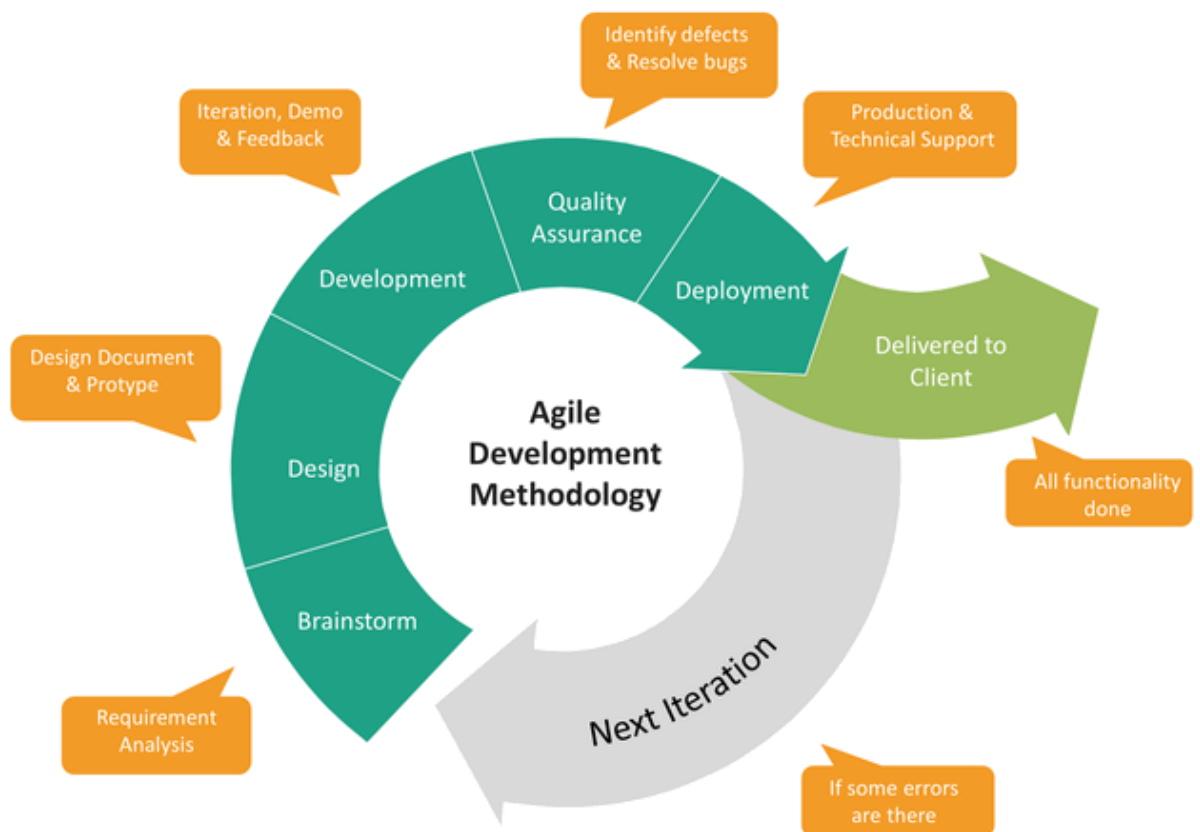 Identify defects
& Resolve bugs
Iteration, Demo
& Feedback
Production &
Technical Support
Quality
Assurance
Development
Deployment
Delivered to
Client
Design Document
& Protype
Agile
Development
Methodology
Design
All functionality
done
Brainstorm
Next Iteration
Requirement
Analysis
If some errors
are there